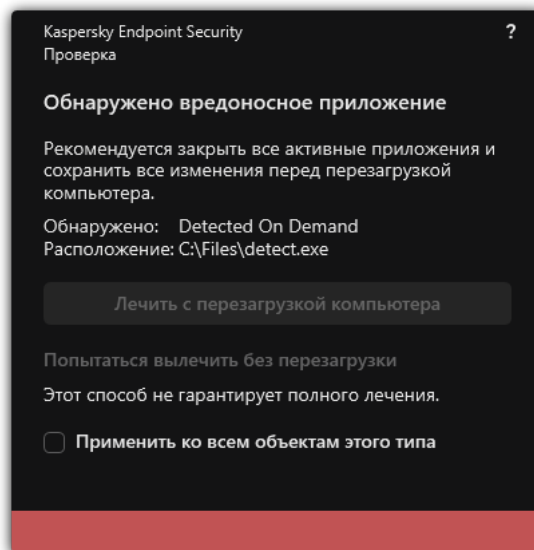 Kaspersky Endpoint Security
?
Проверка
Обнаружено вредоносное приложение
Рекомендуется закрыть все активные приложения и
сохранить все изменения перед перезагрузкой
компьютера.
Обнаружено: Detected On Demand
Расположение: C:\Files\detect.exe
Лечить с перезагрузкой компьютера
Попытаться вылечить без перезагрузки
Этот способ не гарантирует полного лечения.
Применить ко всем объектам этого типа